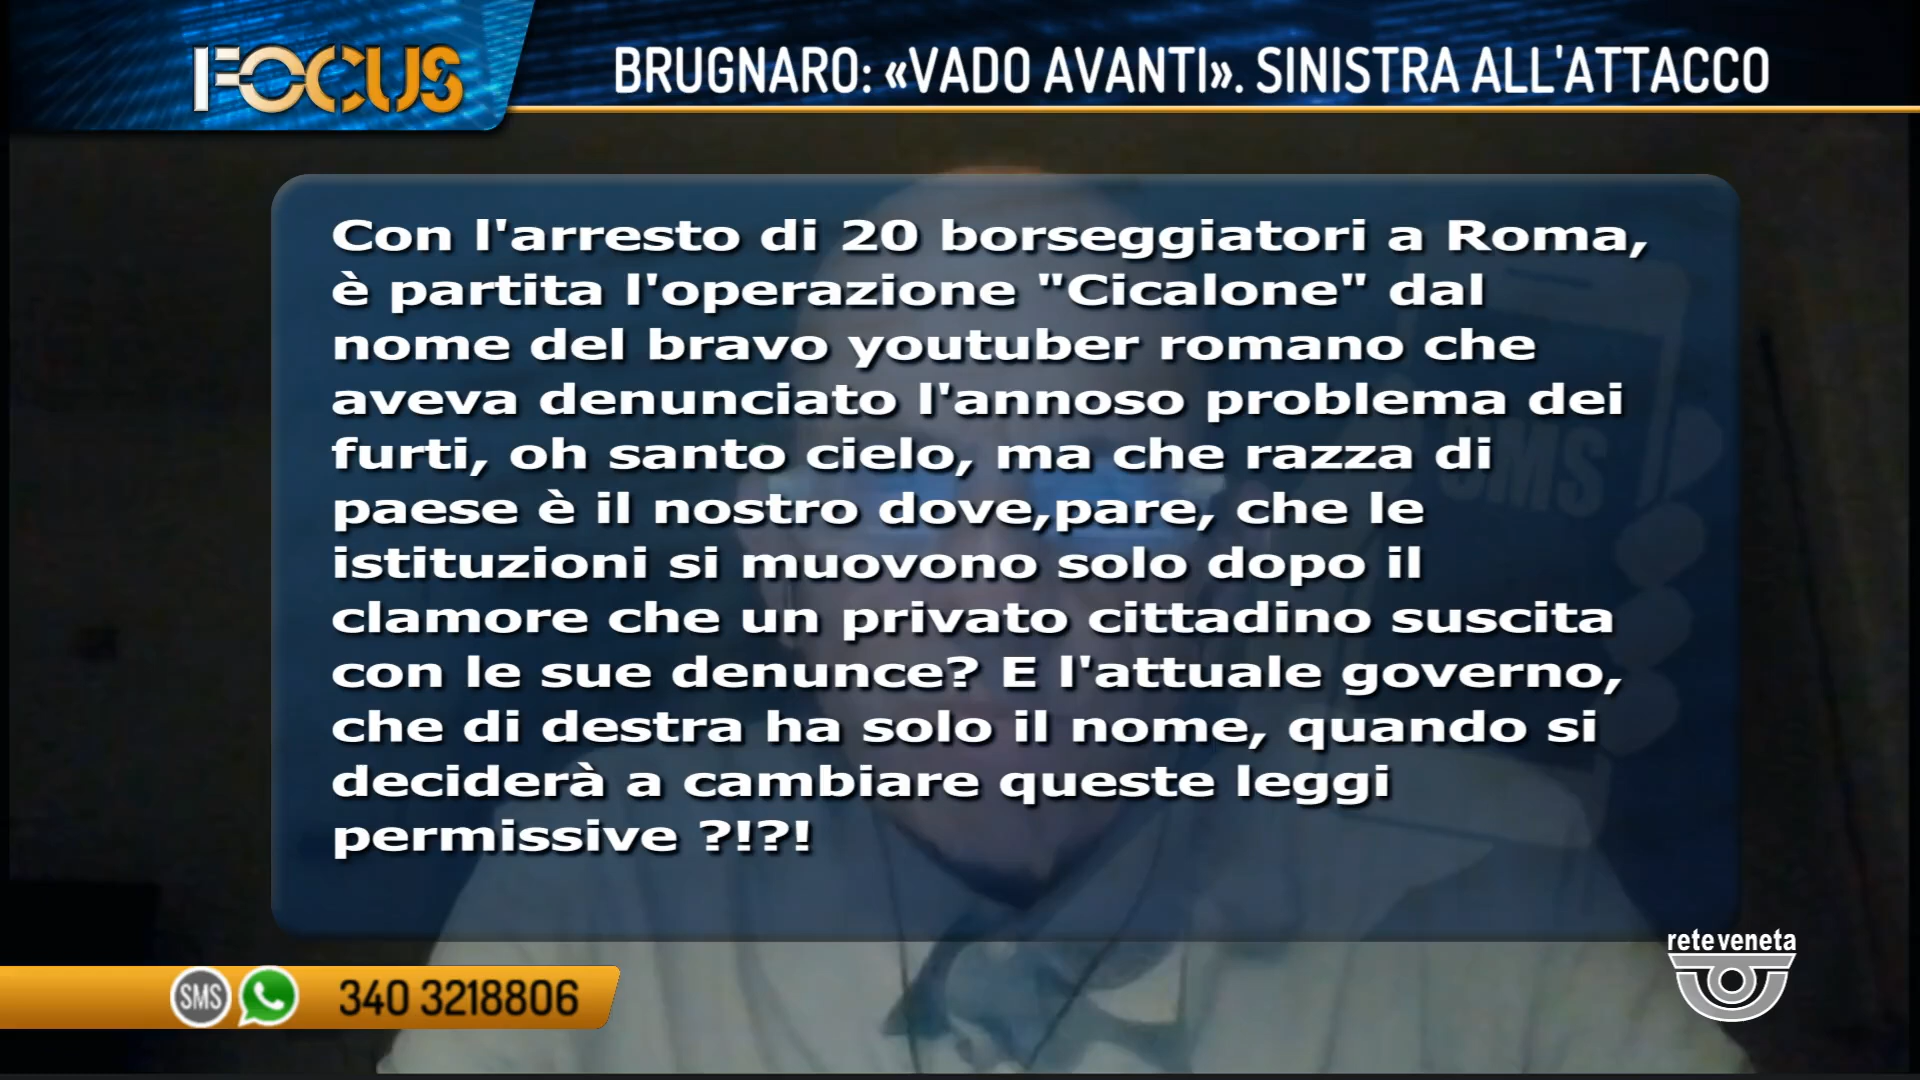 FOCUS
BRUGNARO: «VADO AVANTI». SINISTRA ALL'ATTACCO
Con l'arresto di 20 borseggiatori a Roma,
è partita l'operazione "Cicalone" dal
nome del bravo youtuber romano che
aveva denunciato l'annoso problema dei
furti, oh santo cielo, ma che razza di
paese è il nostro dove,pare, che le
istituzioni si muovono solo dopo il
clamore che un privato cittadino suscita
con le sue denunce? E l'attuale governo,
che di destra ha solo il nome, quando si
deciderà a cambiare queste leggi
permissive ?!?!
SMS
reteveneta
SMS 340 3218806